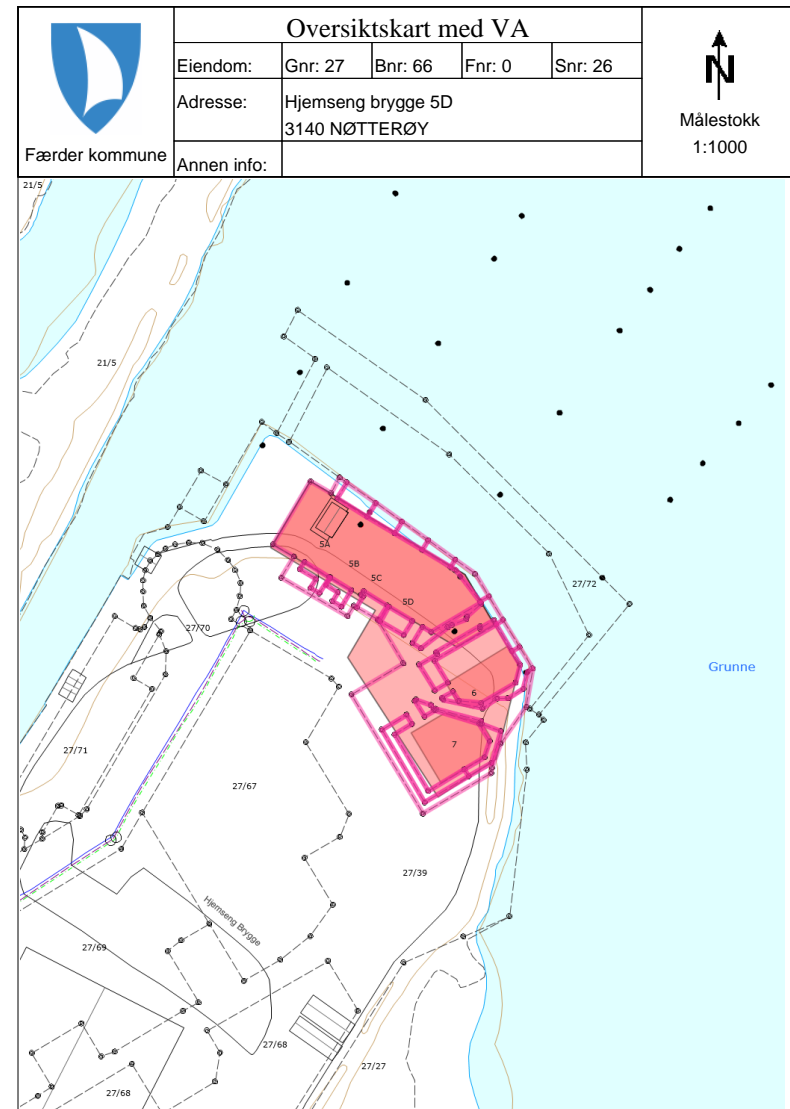 Oversiktskart med VA
Eiendom: Gnr: 27 Bnr: 66 Fnr: 0 Snr: 26
Adresse: Hjemseng brygge 5D
3140 NØTTERØY
Annen info:
Færder kommune
N
Målestokk
1:1000
21/5
21/5
5A
5B
5C
5D
27/72
27/70
Grunne
6
7
27/71
27/67
27/39
Hjemseng Brygge
27/69
27/68
27/27
27/68